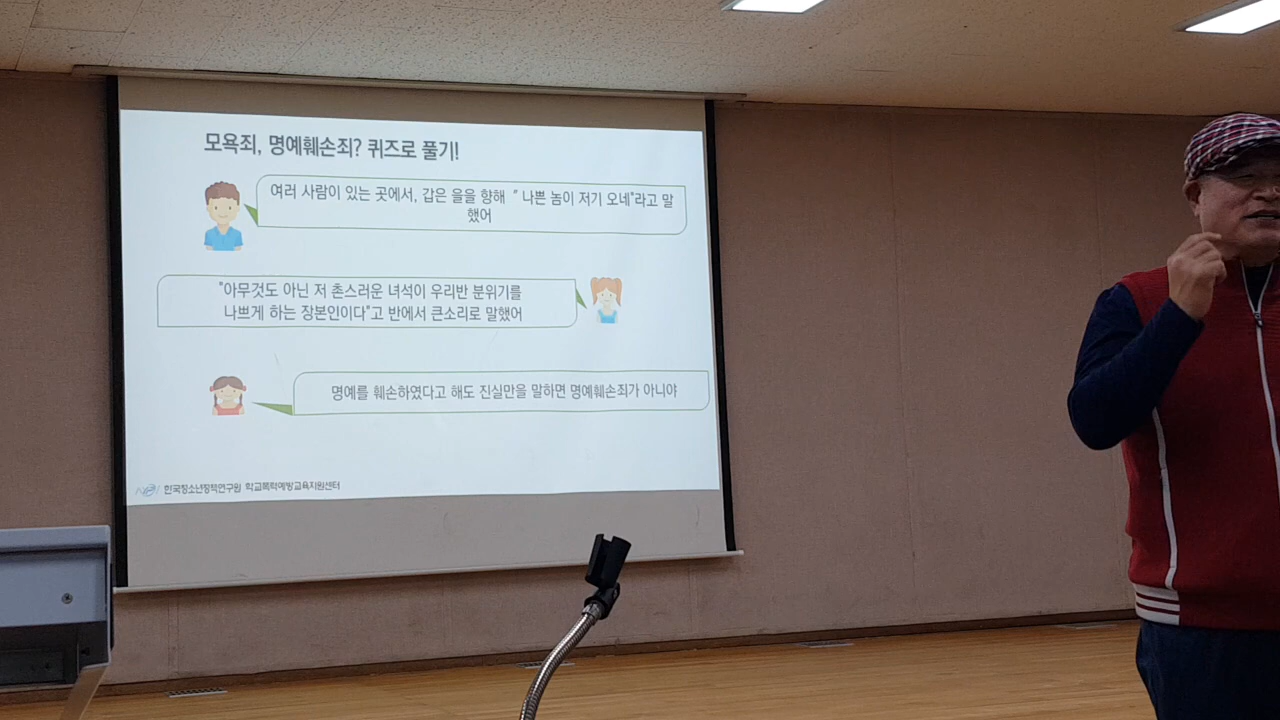 모욕죄, 명예훼손죄? 퀴즈로 풀기!
여러 사람이 있는 곳에서, 갑은 을을 향해 " 나쁜 놈이 저기 오네"라고 말
했어
"아무것도 아닌 저 촌스러운 녀석이 우리반 분위기를
나쁘게 하는 장본인이다"고 반에서 큰소리로 말했어
명예를 훼손하였다고 해도 진실만을 말하면 명예훼손죄가 아니야
한국청소년정책연구원 학교폭력예방교육지원센터